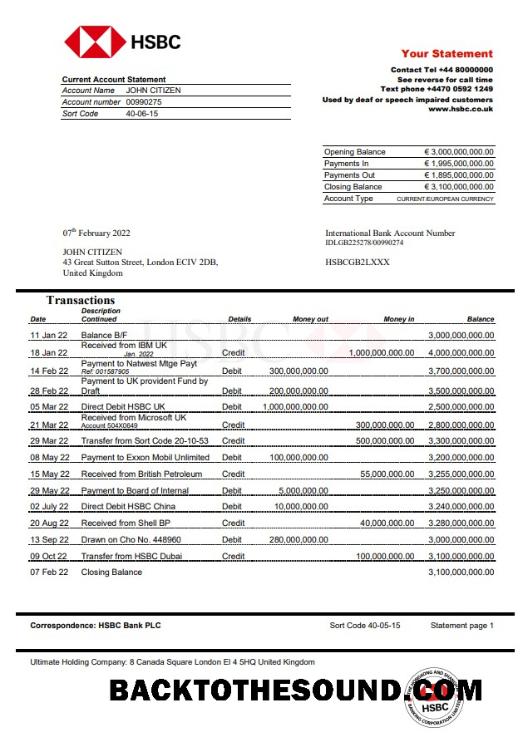 HSBC
Your Statement
Contact Tel +44 80000000
See reverse for call time
Text phone +4470 0592 1249
Used by deaf or speech impaired customers
www.hsbc.co.uk
Current Account Statement
Account Name JOHN CITIZEN
Account number 00990275
Sort Code 40-06-15
Opening Balance € 3,000,000,000.00
Payments In € 1,995,000,000.00
Payments Out € 1,895,000,000.00
Closing Balance € 3,100,000,000.00
Account Type CURRENT/EUROPEAN CURRENCY
07th February 2022
JOHN CITIZEN
43 Great Sutton Street, London ECIV 2DB,
United Kingdom
International Bank Account Number
IDLGB225278/00990274
HSBCGB2LXXX
Transactions
Date Description Continued Details Money out Money in Balance
11 Jan 22 Balance B/F 3,000,000,000.00
18 Jan 22 Received from IBM UK Jan. 2022 Credit 1,000,000,000.00 4,000,000,000.00
14 Feb 22 Payment to Natwest Mtge Payt Ref: 001587905 Debit 300,000,000.00 3,700,000,000.00
28 Feb 22 Payment to UK provident Fund by Draft Debit 200,000,000.00 3,500,000,000.00
05 Mar 22 Direct Debit HSBC UK Debit 1,000,000,000.00 2,500,000,000.00
21 Mar 22 Received from Microsoft UK Account 504X0649 Credit 300,000,000.00 2,800,000,000.00
29 Mar 22 Transfer from Sort Code 20-10-53 Credit 500,000,000.00 3,300,000,000.00
08 May 22 Payment to Exxon Mobil Unlimited Debit 100,000,000.00 3,200,000,000.00
15 May 22 Received from British Petroleum Credit 55,000,000.00 3,255,000,000.00
29 May 22 Payment to Board of Internal Debit 5,000,000.00 3,250,000,000.00
02 July 22 Direct Debit HSBC China Debit 10,000,000.00 3,240,000,000.00
20 Aug 22 Received from Shell BP Credit 40,000,000.00 3.280,000,000.00
13 Sep 22 Drawn on Cho No. 448960 Debit 280,000,000.00 3,000,000,000.00
09 Oct 22 Transfer from HSBC Dubai Credit 100,000,000.00 3,100,000,000.00
07 Feb 22 Closing Balance 3,100,000,000.00
Correspondence: HSBC Bank PLC Sort Code 40-05-15 Statement page 1
Ultimate Holding Company: 8 Canada Square London El 4 5HQ United Kingdom
BACKTOTHESOUND.COM
HSBC